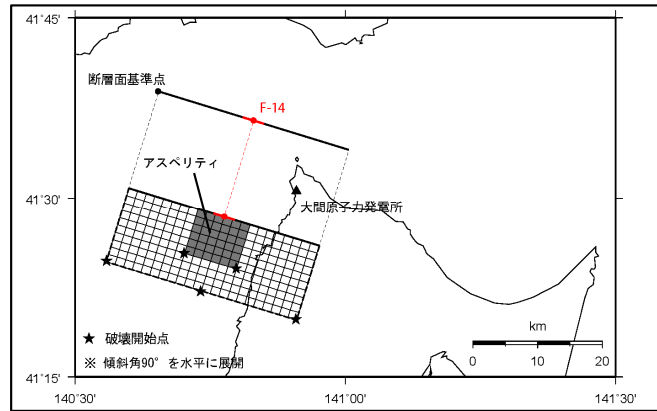 41°45'
断層面基準点
F-14
アスペリティ
41°30'
大間原子力発電所
km
★ 破壊開始点
0 10 20
※ 傾斜角90°を水平に展開
41°15'
140°30' 141°00' 141°30'